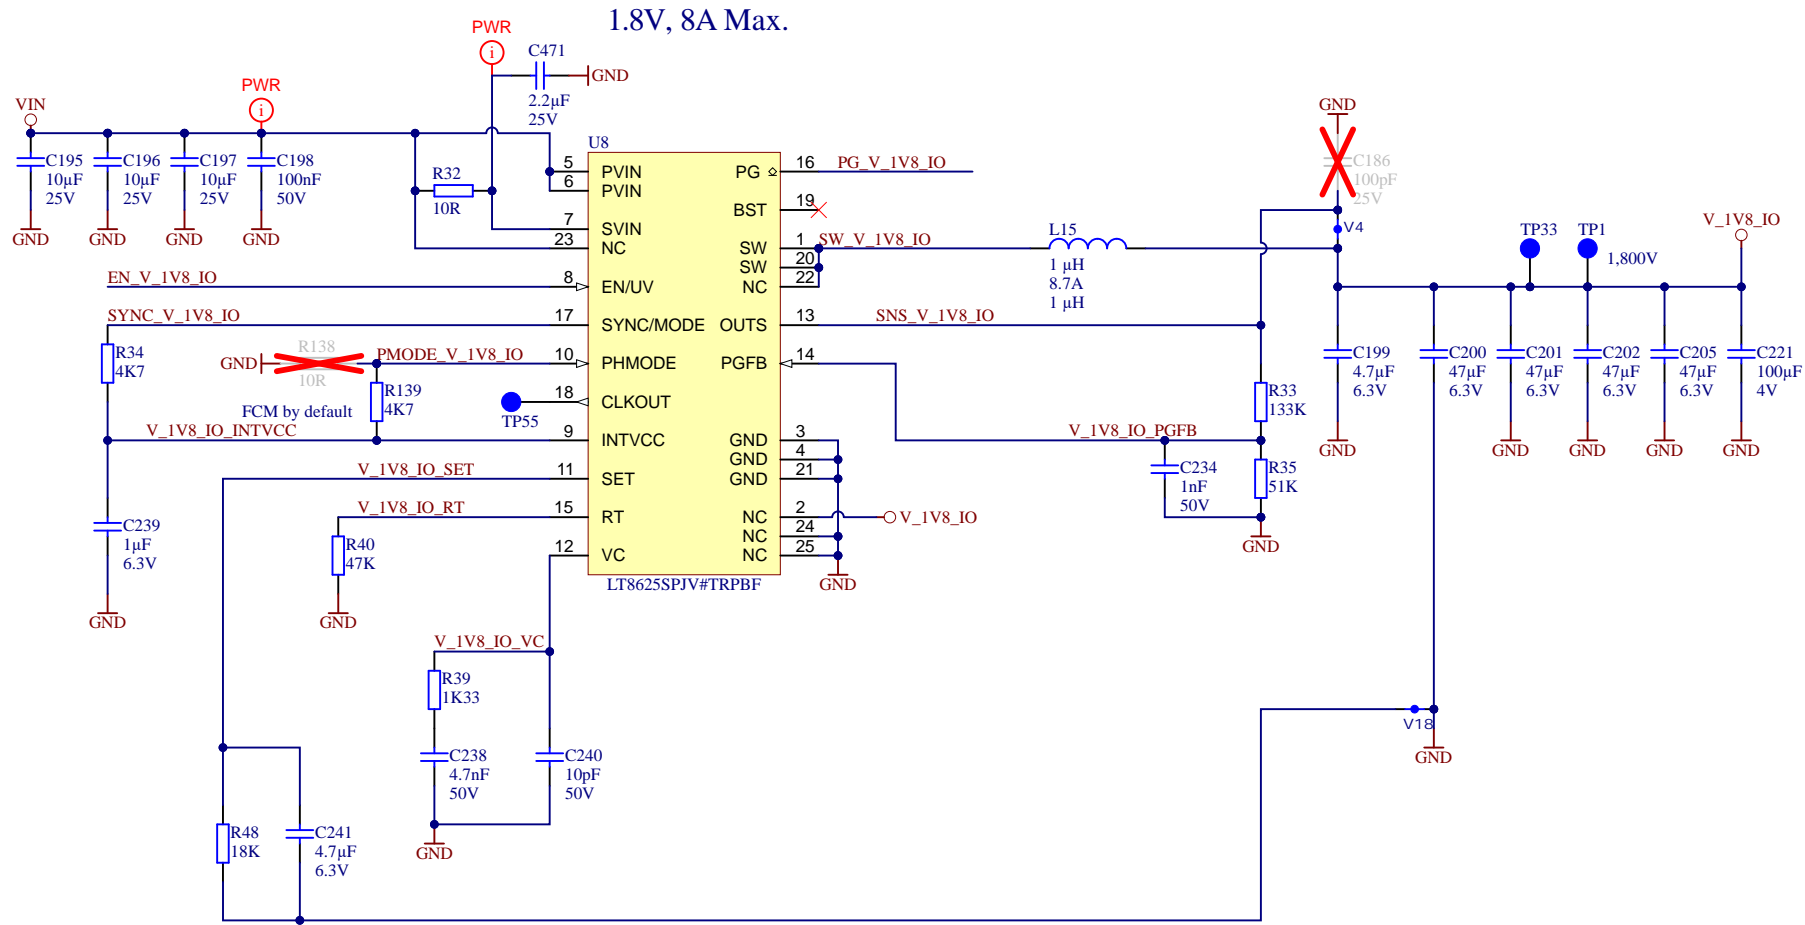 1.8V, 8A Max.
PWR
i
C471
2.2µF
25V
GND
VIN
PWR
i
C195
10µF
25V
GND
C196
10µF
25V
GND
C197
10µF
25V
GND
C198
100nF
50V
GND
R32
10R
U8
5
PVIN
6
PVIN
7
SVIN
23
NC
8
EN/UV
17
SYNC/MODE
10
PHMODE
18
CLKOUT
9
INTVCC
11
SET
15
RT
12
VC
PG
16
BST
19
SW
1
SW
20
NC
22
OUTS
13
PGFB
14
GND
3
GND
4
GND
21
NC
2
NC
24
NC
25
LT8625SPJV#TRPBF
EN_V_1V8_IO
SYNC_V_1V8_IO
R34
4K7
GND
R138
10R
PMODE_V_1V8_IO
R139
4K7
FCM by default
TP55
V_1V8_IO_INTVCC
V_1V8_IO_SET
V_1V8_IO_RT
R40
47K
GND
C239
1µF
6.3V
GND
V_1V8_IO_VC
R39
1K33
C238
4.7nF
50V
C240
10pF
50V
GND
R48
18K
C241
4.7µF
6.3V
PG_V_1V8_IO
SW_V_1V8_IO
L15
1 µH
8.7A
1 µH
SNS_V_1V8_IO
GND
C186
100pF
25V
V4
TP33
TP1
1,800V
V_1V8_IO
R33
133K
V_1V8_IO_PGFB
C234
1nF
50V
R35
51K
GND
V_1V8_IO
GND
C199
4.7µF
6.3V
GND
C200
47µF
6.3V
C201
47µF
6.3V
GND
C202
47µF
6.3V
GND
C205
47µF
6.3V
GND
C221
100µF
4V
GND
V18
GND